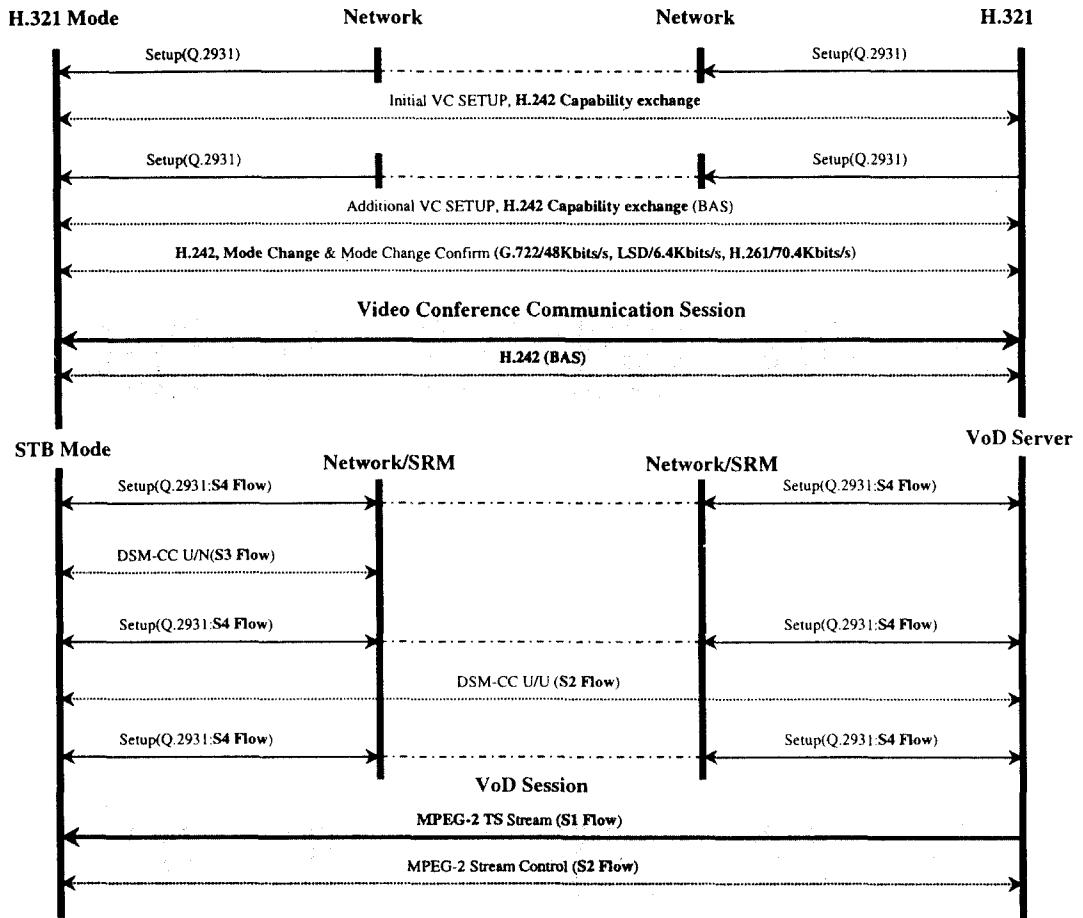 H.321 Mode
Network
Network
H.321
Setup(Q.2931)
Setup(Q.2931)
Initial VC SETUP, H.242 Capability exchange
Setup(Q.2931)
Setup(Q.2931)
Additional VC SETUP, H.242 Capability exchange (BAS)
H.242, Mode Change & Mode Change Confirm (G.722/48Kbits/s, LSD/6.4Kbits/s, H.261/70.4Kbits/s)
Video Conference Communication Session
H.242 (BAS)
STB Mode
Network/SRM
Network/SRM
VoD Server
Setup(Q.2931:S4 Flow)
Setup(Q.2931:S4 Flow)
DSM-CC U/N(S3 Flow)
Setup(Q.2931:S4 Flow)
Setup(Q.2931:S4 Flow)
DSM-CC U/U (S2 Flow)
Setup(Q.2931:S4 Flow)
Setup(Q.2931:S4 Flow)
VoD Session
MPEG-2 TS Stream (S1 Flow)
MPEG-2 Stream Control (S2 Flow)